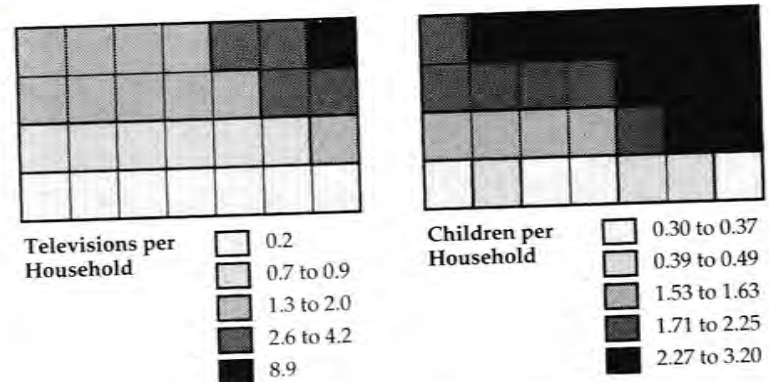 Televisions per
Household
0.2
0.7 to 0.9
1.3 to 2.0
2.6 to 4.2
8.9
Children per
Household
0.30 to 0.37
0.39 to 0.49
1.53 to 1.63
1.71 to 2.25
2.27 to 3.20